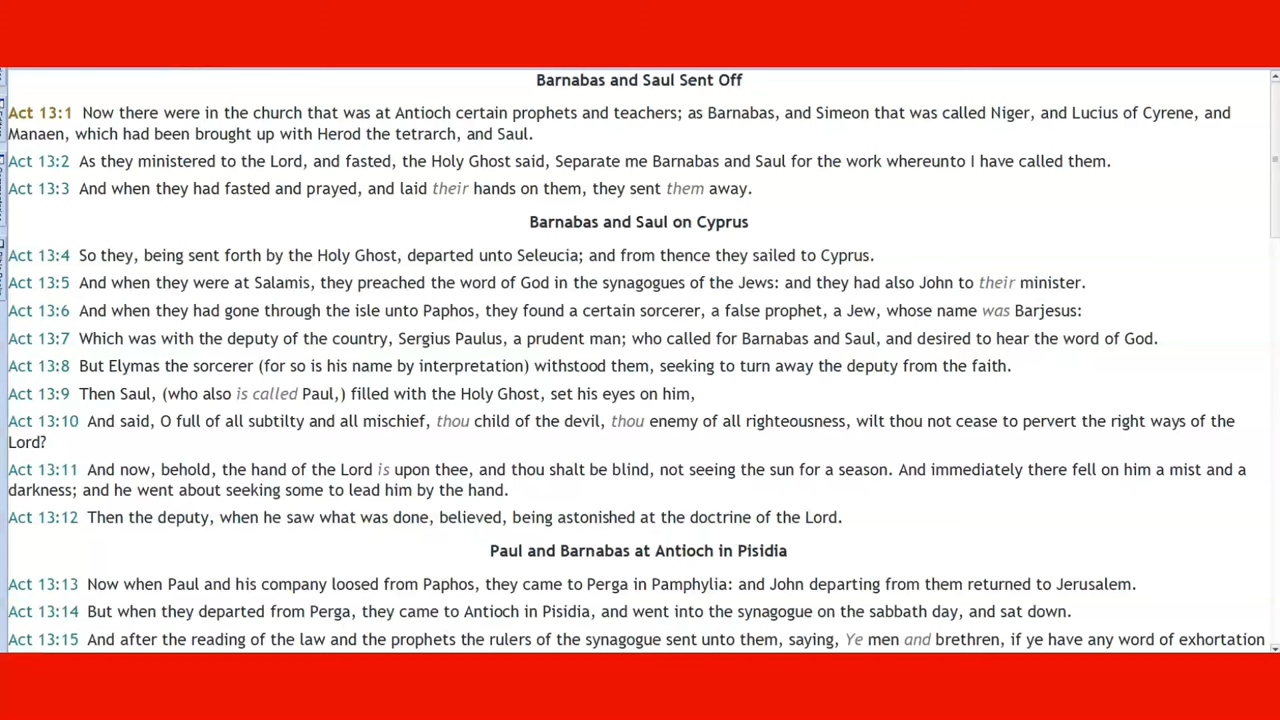 Barnabas and Saul Sent Off
Act 13:1 Now there were in the church that was at Antioch certain prophets and teachers; as Barnabas, and Simeon that was called Niger, and Lucius of Cyrene, and
Manaen, which had been brought up with Herod the tetrarch, and Saul.
Act 13:2 As they ministered to the Lord, and fasted, the Holy Ghost said, Separate me Barnabas and Saul for the work whereunto I have called them.
Act 13:3 And when they had fasted and prayed, and laid their hands on them, they sent them away.
Barnabas and Saul on Cyprus
Act 13:4 So they, being sent forth by the Holy Ghost, departed unto Seleucia; and from thence they sailed to Cyprus.
Act 13:5 And when they were at Salamis, they preached the word of God in the synagogues of the Jews: and they had also John to their minister.
Act 13:6 And when they had gone through the isle unto Paphos, they found a certain sorcerer, a false prophet, a Jew, whose name was Barjesus:
Act 13:7 Which was with the deputy of the country, Sergius Paulus, a prudent man; who called for Barnabas and Saul, and desired to hear the word of God.
Act 13:8 But Elymas the sorcerer (for so is his name by interpretation) withstood them, seeking to turn away the deputy from the faith.
Act 13:9 Then Saul, (who also is called Paul,) filled with the Holy Ghost, set his eyes on him,
Act 13:10 And said, O full of all subtilty and all mischief, thou child of the devil, thou enemy of all righteousness, wilt thou not cease to pervert the right ways of the
Lord?
Act 13:11 And now, behold, the hand of the Lord is upon thee, and thou shalt be blind, not seeing the sun for a season. And immediately there fell on him a mist and a
darkness; and he went about seeking some to lead him by the hand.
Act 13:12 Then the deputy, when he saw what was done, believed, being astonished at the doctrine of the Lord.
Paul and Barnabas at Antioch in Pisidia
Act 13:13 Now when Paul and his company loosed from Paphos, they came to Perga in Pamphylia: and John departing from them returned to Jerusalem.
Act 13:14 But when they departed from Perga, they came to Antioch in Pisidia, and went into the synagogue on the sabbath day, and sat down.
Act 13:15 And after the reading of the law and the prophets the rulers of the synagogue sent unto them, saying, Ye men and brethren, if ye have any word of exhortation